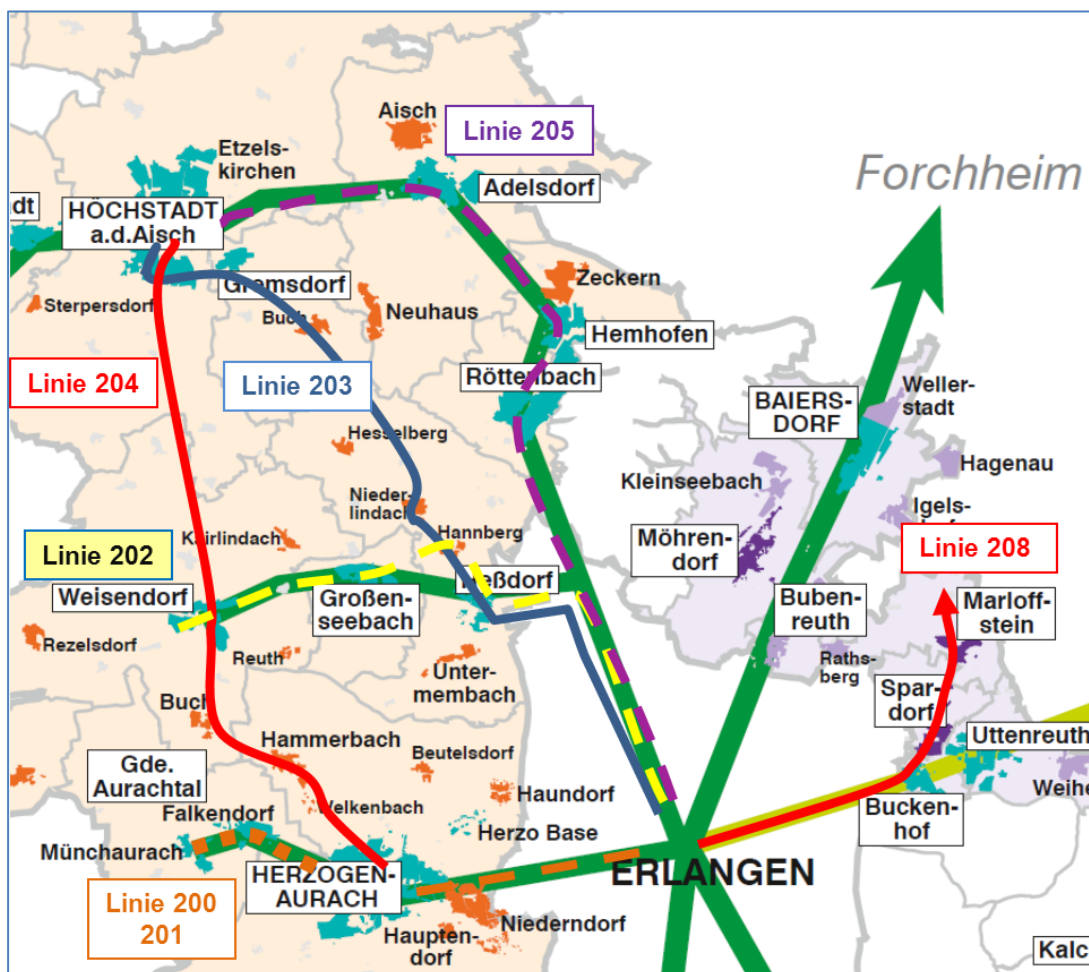 Aisch
Linie 205
Etzels-
kirchen
Forchheim
Adelsdorf
dt
HÖCHSTADT
a.d.Aisch
Gremsdorf
Zeckern
Sterpersdorf
Buch
Neuhaus
Hemhofen
Linie 204
Linie 203
Röttenbach
Weller-
stadt
BAIERS-
DORF
Hesselberg
Hagenau
Kleinseebach
Nieder-
lindach
Igels-
Linie 202
Kairlindach
Hannberg
Möhren-
dorf
Linie 208
Weisendorf
Großen-
seebach
Heßdorf
Buben-
reuth
Marloff-
stein
Rezelsdorf
Reuth
Unter-
membach
Raths-
berg
Spar-
dorf
Buch
Hammerbach
Beutelsdorf
Uttenreuth
Gde.
Aurachtal
Welkenbach
Haundorf
Weihe
Falkendorf
Herzo Base
Bucken-
hof
Münchaurach
HERZOGEN-
AURACH
ERLANGEN
Linie 200
201
Niederndorf
Haupten-
dorf
Kalc